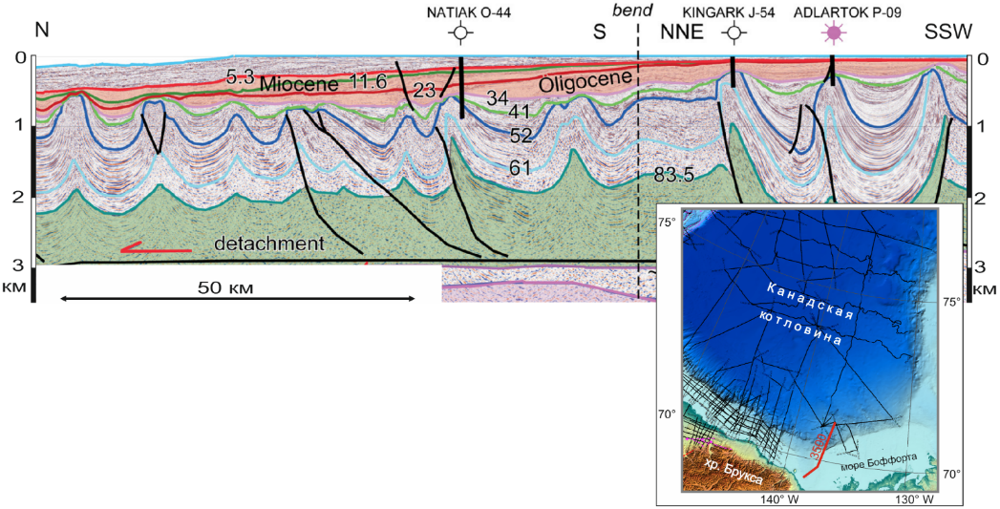 NATIAK O-44
bend
KINGARK J-54
ADLARTOK P-09
N
S
NNE
SSW
0
0
5.3
Miocene
11.6
23
Oligocene
34
41
1
1
52
61
83.5
2
2
detachment
3
3
км
км
50 км
75°
75°
Канадская
котловина
70°
70°
3500
хр. Брукса
море Боффорта
140° W
130° W